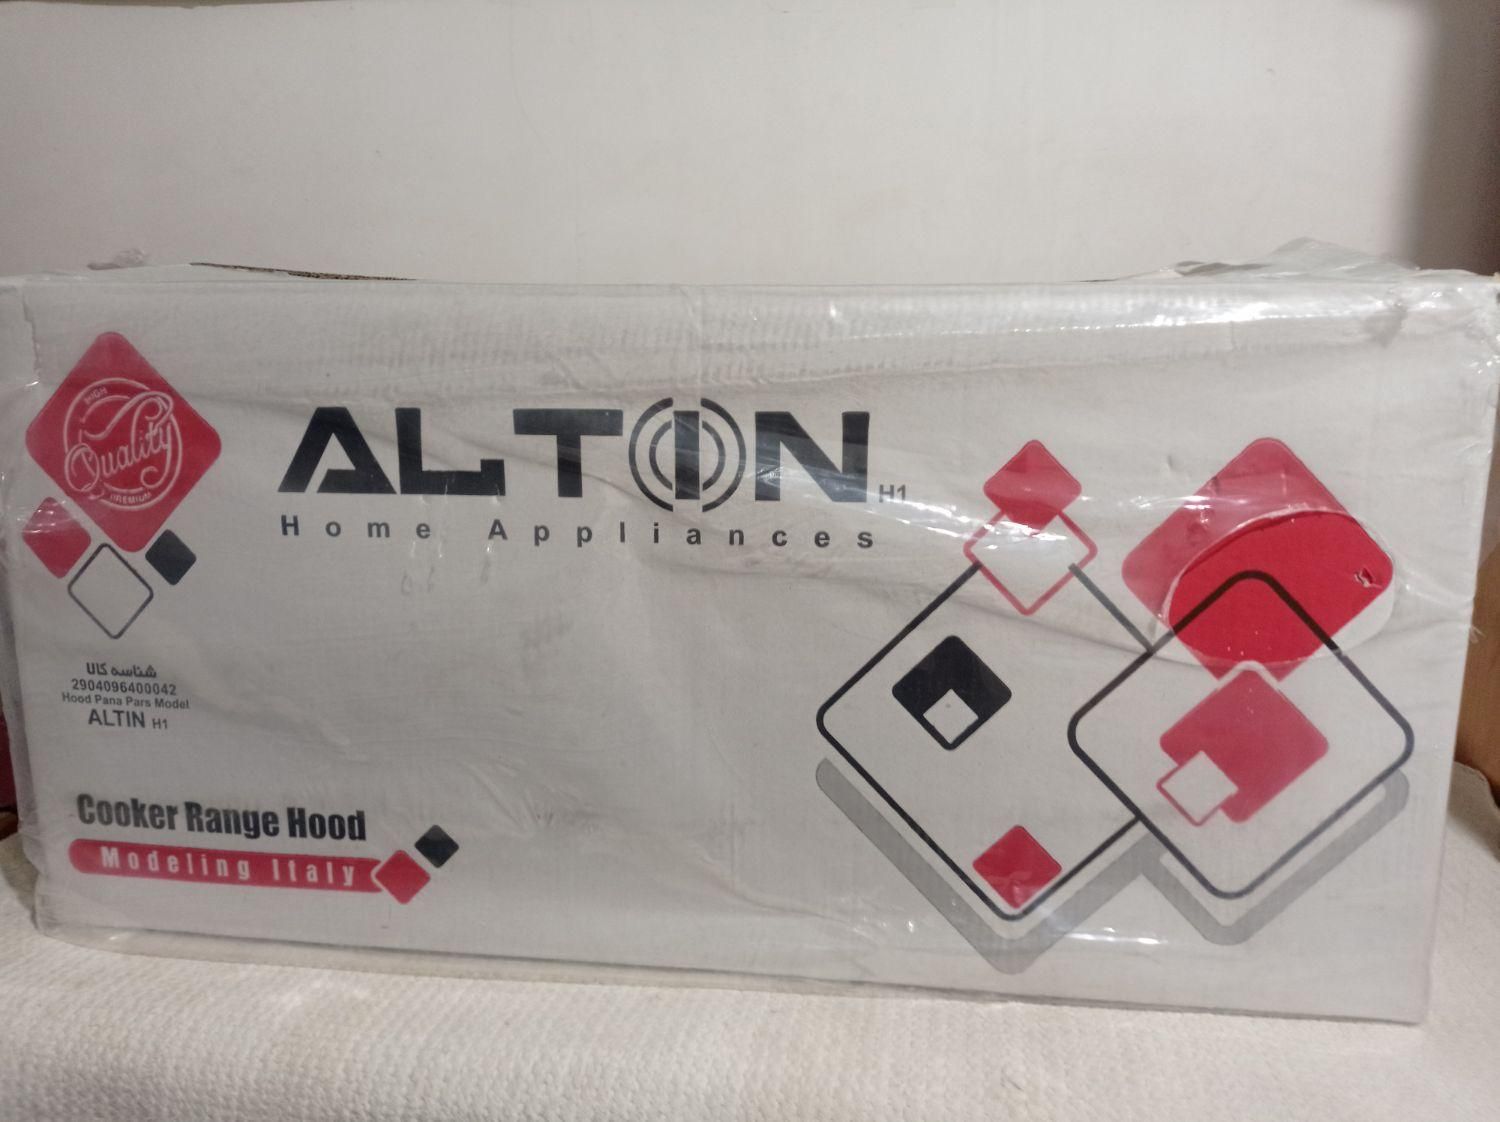 HIGH
Quality
PREMIUM
ALTIN H1
Home Appliances
شناسه کالا
2904096400042
Hood Pana Pars Model
ALTIN H1
Cooker Range Hood
Modeling Italy